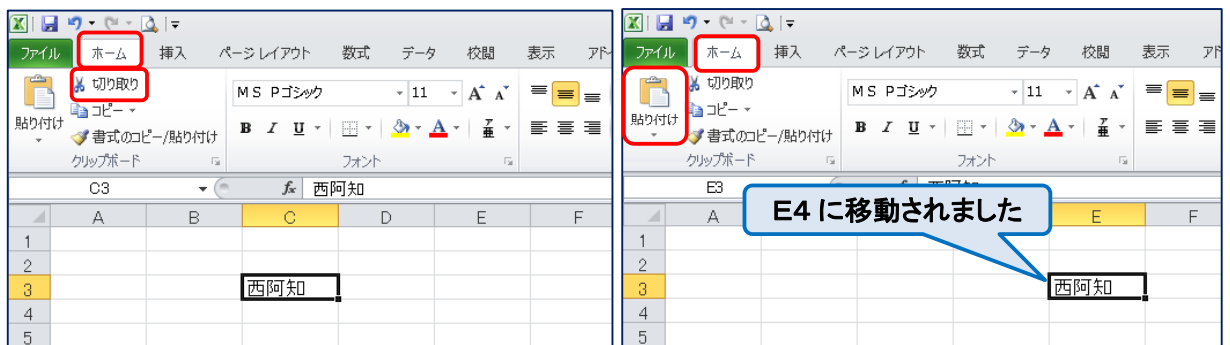 ファイル ホーム 挿入 ページ レイアウト 数式 データ 校閲 表示 アド
切り取り
コピー
書式のコピー/貼り付け
貼り付け
クリップボード
ＭＳ Ｐゴシック 11 A A
B I U A ア亜
フォント
C3 fx 西阿知
A B C D E F
1
2
3 西阿知
4
5
ファイル ホーム 挿入 ページ レイアウト 数式 データ 校閲 表示 アド
切り取り
コピー
書式のコピー/貼り付け
貼り付け
クリップボード
ＭＳ Ｐゴシック 11 A A
B I U A ア亜
フォント
E3
E4 に移動されました
A E F
1
2
3 西阿知
4
5